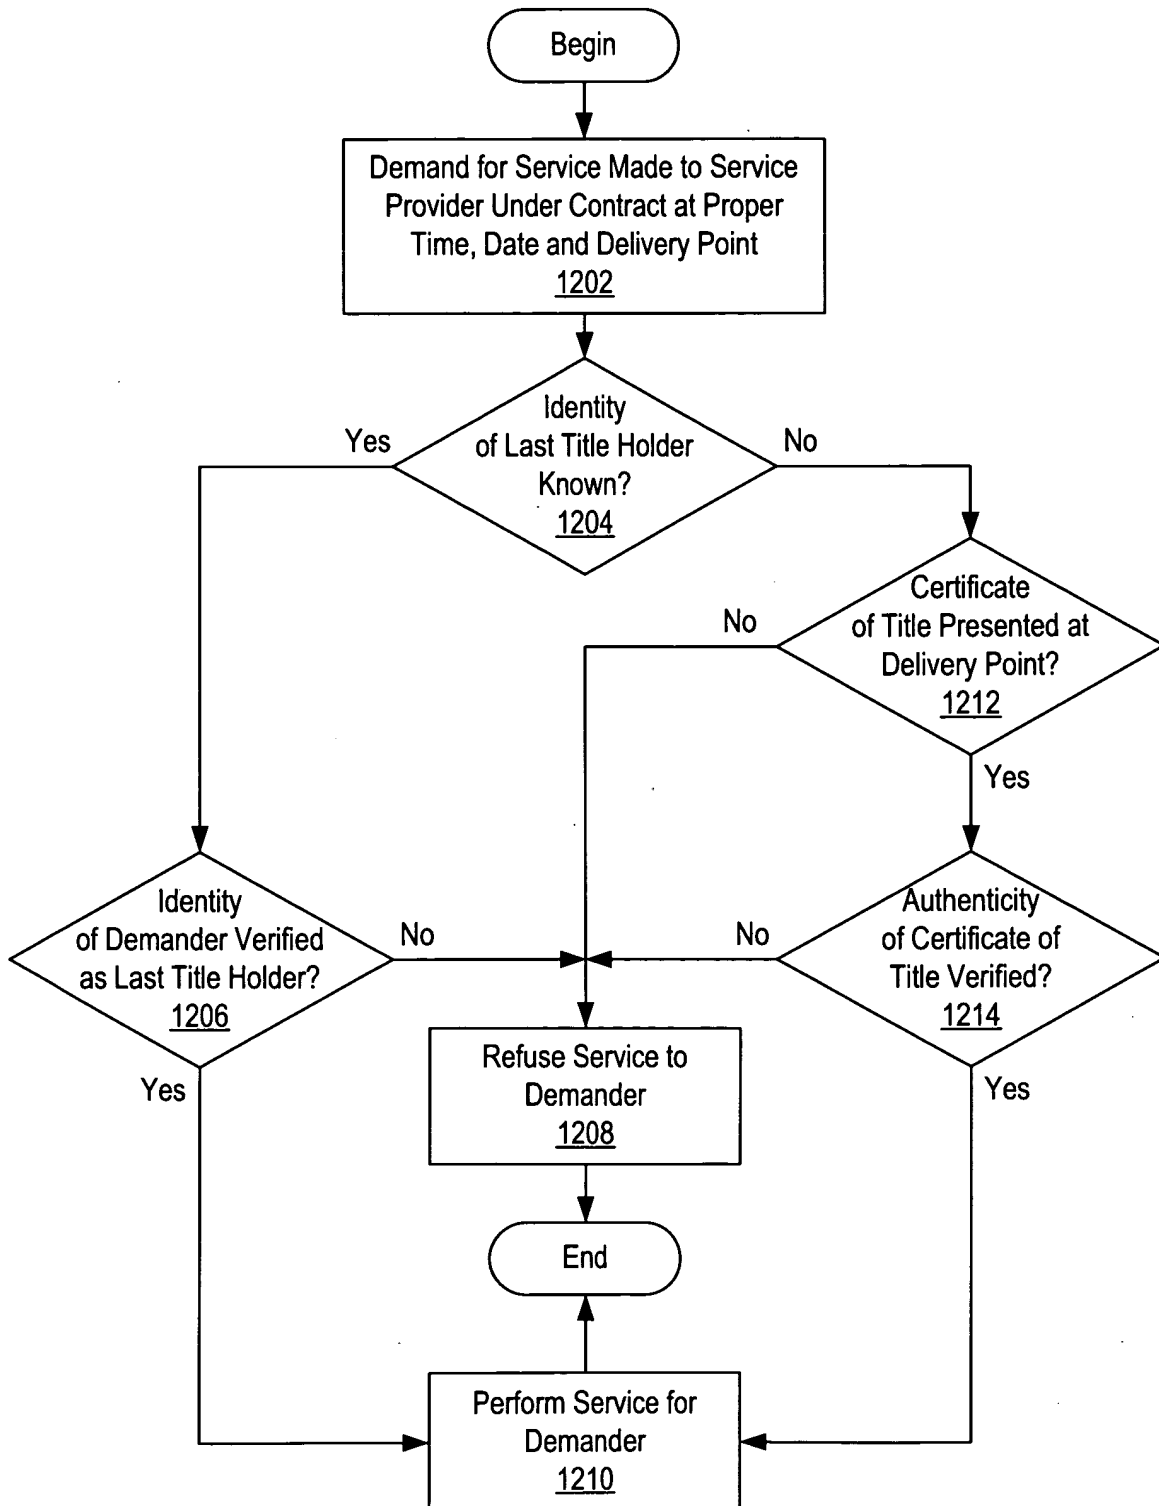 Begin
Demand for Service Made to Service
Provider Under Contract at Proper
Time, Date and Delivery Point
1202
Identity
of Last Title Holder
Known?
1204
Yes
No
Certificate
of Title Presented at
Delivery Point?
1212
No
Yes
Identity
of Demander Verified
as Last Title Holder?
1206
No
Yes
Authenticity
of Certificate of
Title Verified?
1214
No
Yes
Refuse Service to
Demander
1208
End
Perform Service for
Demander
1210